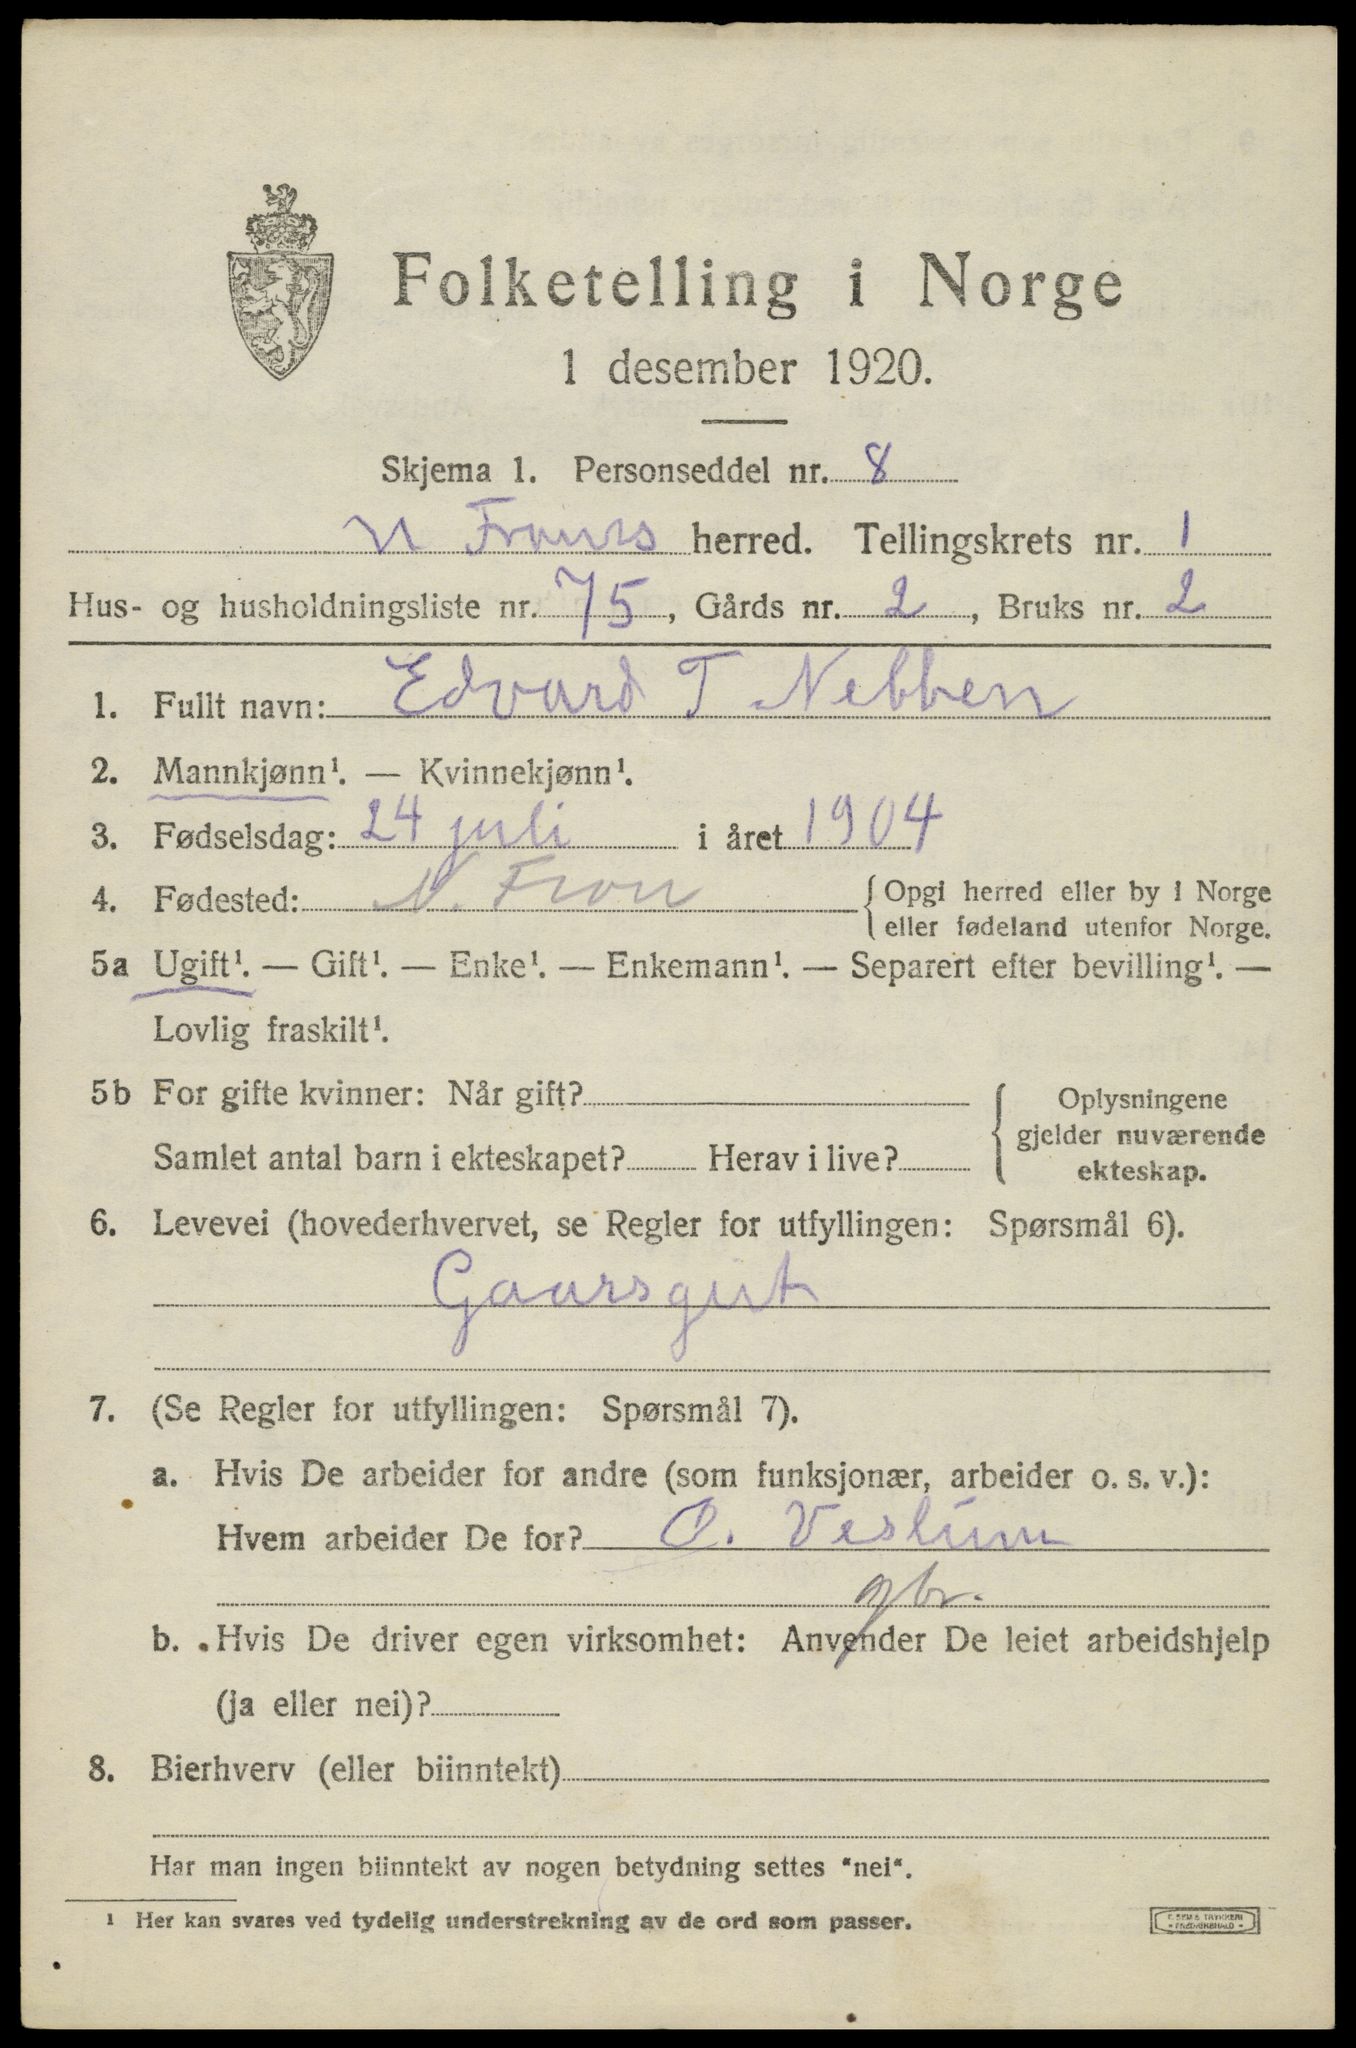 Folketelling i Norge
1 desember 1920.
Skjema 1. Personseddel nr. 8
N Frons herred. Tellingskrets nr. 1
Hus- og husholdningsliste nr. 75, Gårds nr. 2, Bruks nr. 2
1. Fullt navn: Edvard T Nebben
2. Mannkjønn¹. — Kvinnekjønn¹.
3. Fødselsdag: 24 juli i året 1904
4. Fødested: N. Fron { Opgi herred eller by i Norge
eller fødeland utenfor Norge.
5a Ugift¹. — Gift¹. — Enke¹. — Enkemann¹. — Separert efter bevilling¹. —
Lovlig fraskilt¹.
5b For gifte kvinner: Når gift? { Oplysningene
gjelder nuværende
Samlet antal barn i ekteskapet? Herav i live? ekteskap.
6. Levevei (hovederhvervet, se Regler for utfyllingen: Spørsmål 6).
Gaarsgut
7. (Se Regler for utfyllingen: Spørsmål 7).
a. Hvis De arbeider for andre (som funksjonær, arbeider o. s. v.):
Hvem arbeider De for? O. Veslum
gbr.
b. Hvis De driver egen virksomhet: Anvender De leiet arbeidshjelp
(ja eller nei)?
8. Bierhverv (eller biinntekt)
Har man ingen biinntekt av nogen betydning settes "nei".
¹ Her kan svares ved tydelig understrekning av de ord som passer.
E. SEM'S TRYKKERI
FREDRIKSHALD